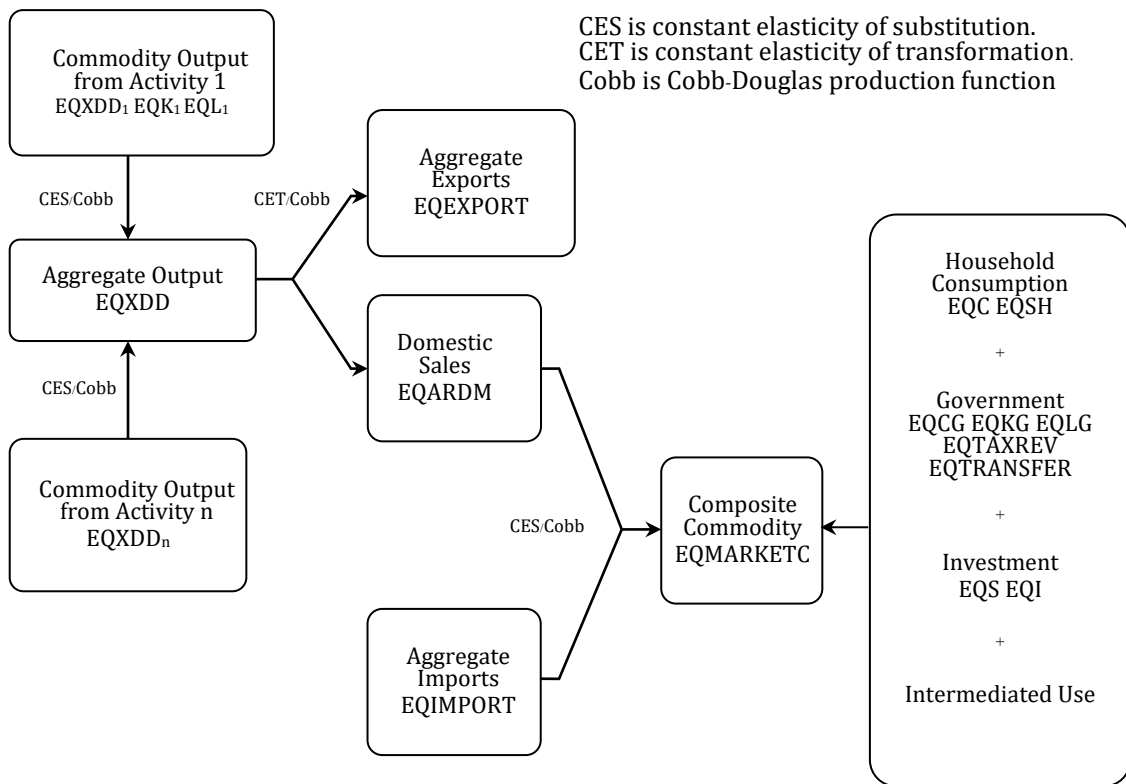 CES is constant elasticity of substitution.
CET is constant elasticity of transformation.
Cobb is Cobb-Douglas production function
Commodity Output
from Activity 1
EQXDD₁ EQK₁ EQL₁
CES/Cobb
CET/Cobb
Aggregate
Exports
EQEXPORT
Aggregate Output
EQXDD
CES/Cobb
Domestic
Sales
EQARDM
Commodity Output
from Activity n
EQXDDₙ
CES/Cobb
Aggregate
Imports
EQIMPORT
Composite
Commodity
EQMARKETC
Household
Consumption
EQC EQSH
+
Government
EQCG EQKG EQLG
EQTAXREV
EQTRANSFER
+
Investment
EQS EQI
+
Intermediated Use